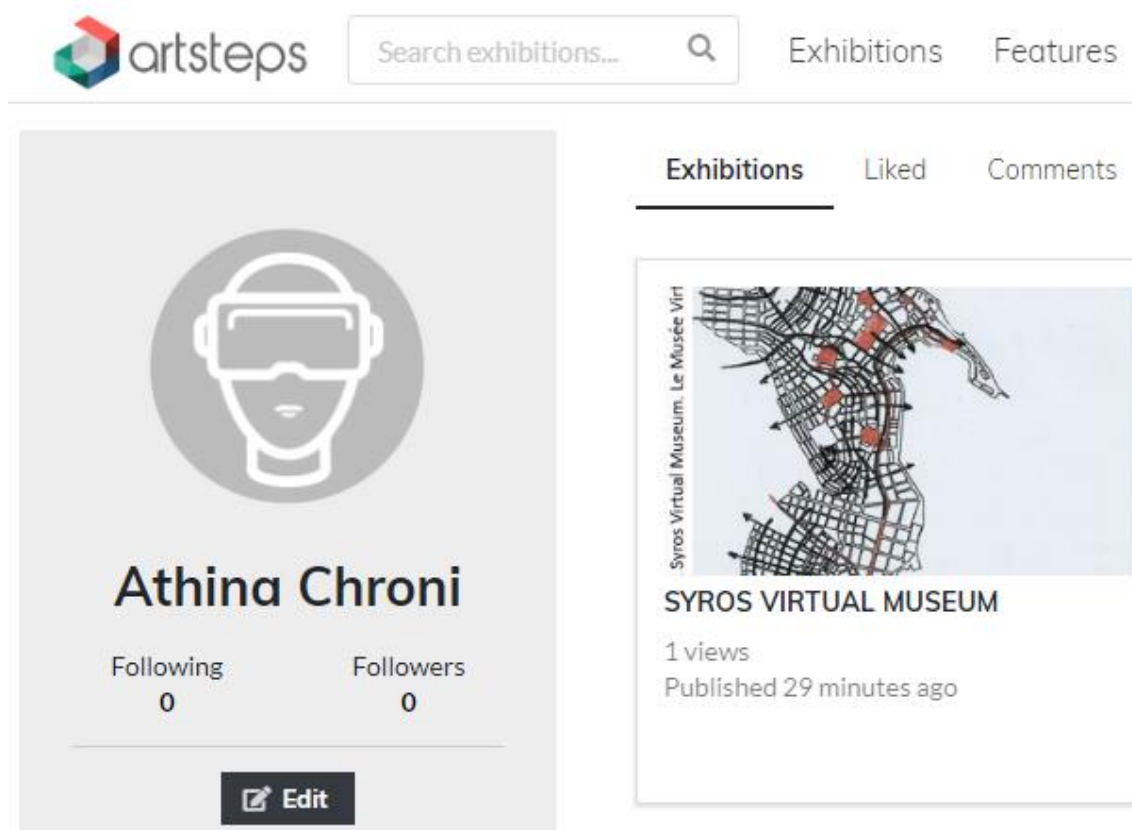 artsteps
Search exhibitions...
Exhibitions Features
Athina Chroni
Following Followers
0 0
Edit
Exhibitions Liked Comments
Syros Virtual Museum. Le Musée Virt
SYROS VIRTUAL MUSEUM
1 views
Published 29 minutes ago